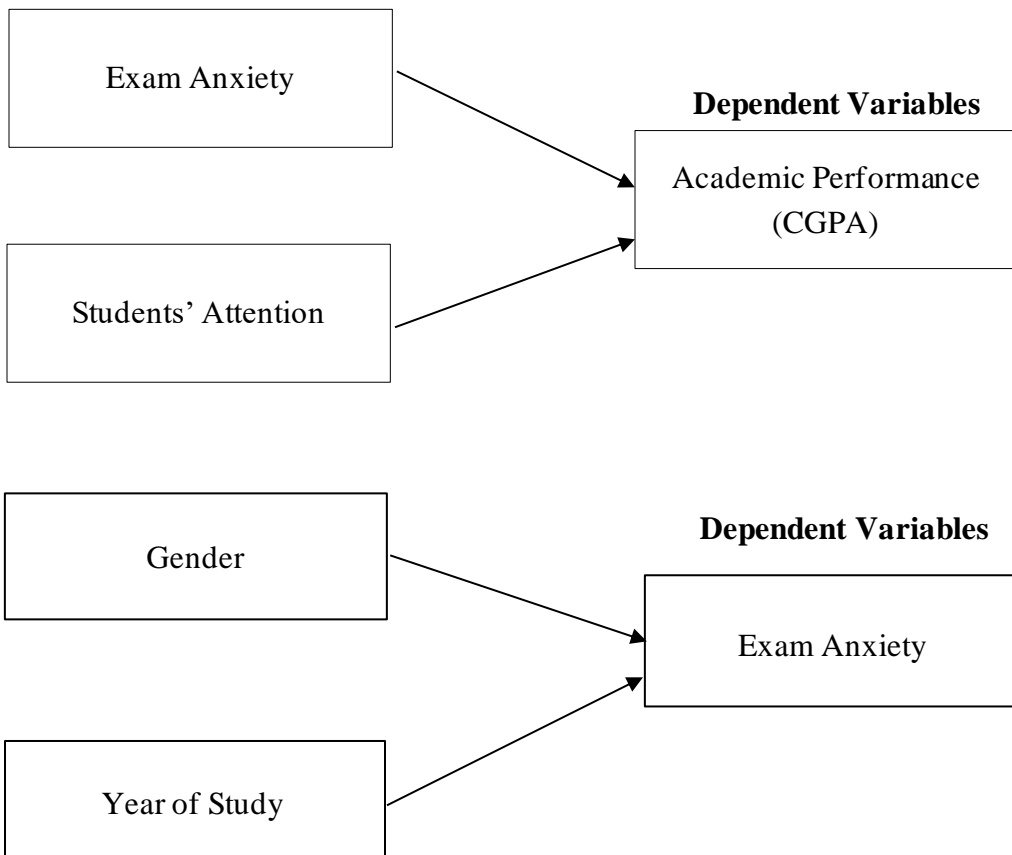 Exam Anxiety
Dependent Variables
Academic Performance
(CGPA)
Students’ Attention
Gender
Dependent Variables
Exam Anxiety
Year of Study